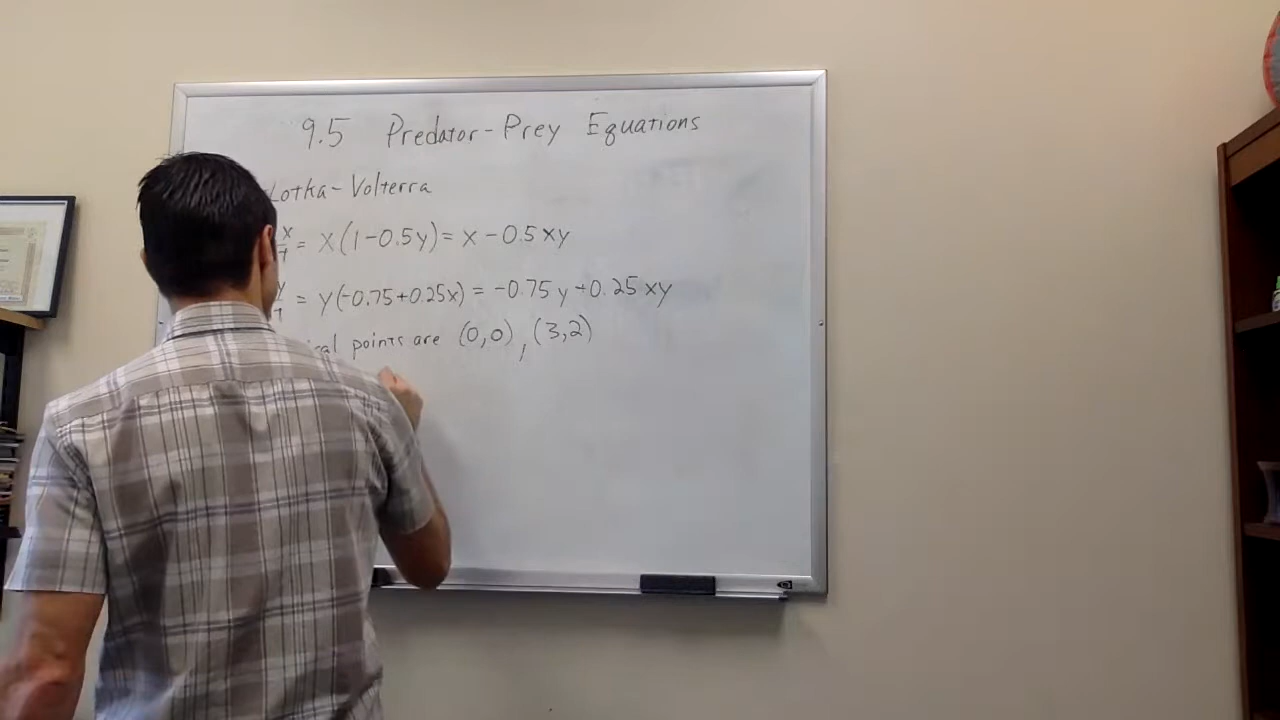 9.5 Predator-Prey Equations
Lotka-Volterra
= x(1-0.5y) = x - 0.5xy
= y(-0.75+0.25x) = -0.75y + 0.25xy
points are (0,0), (3,2)